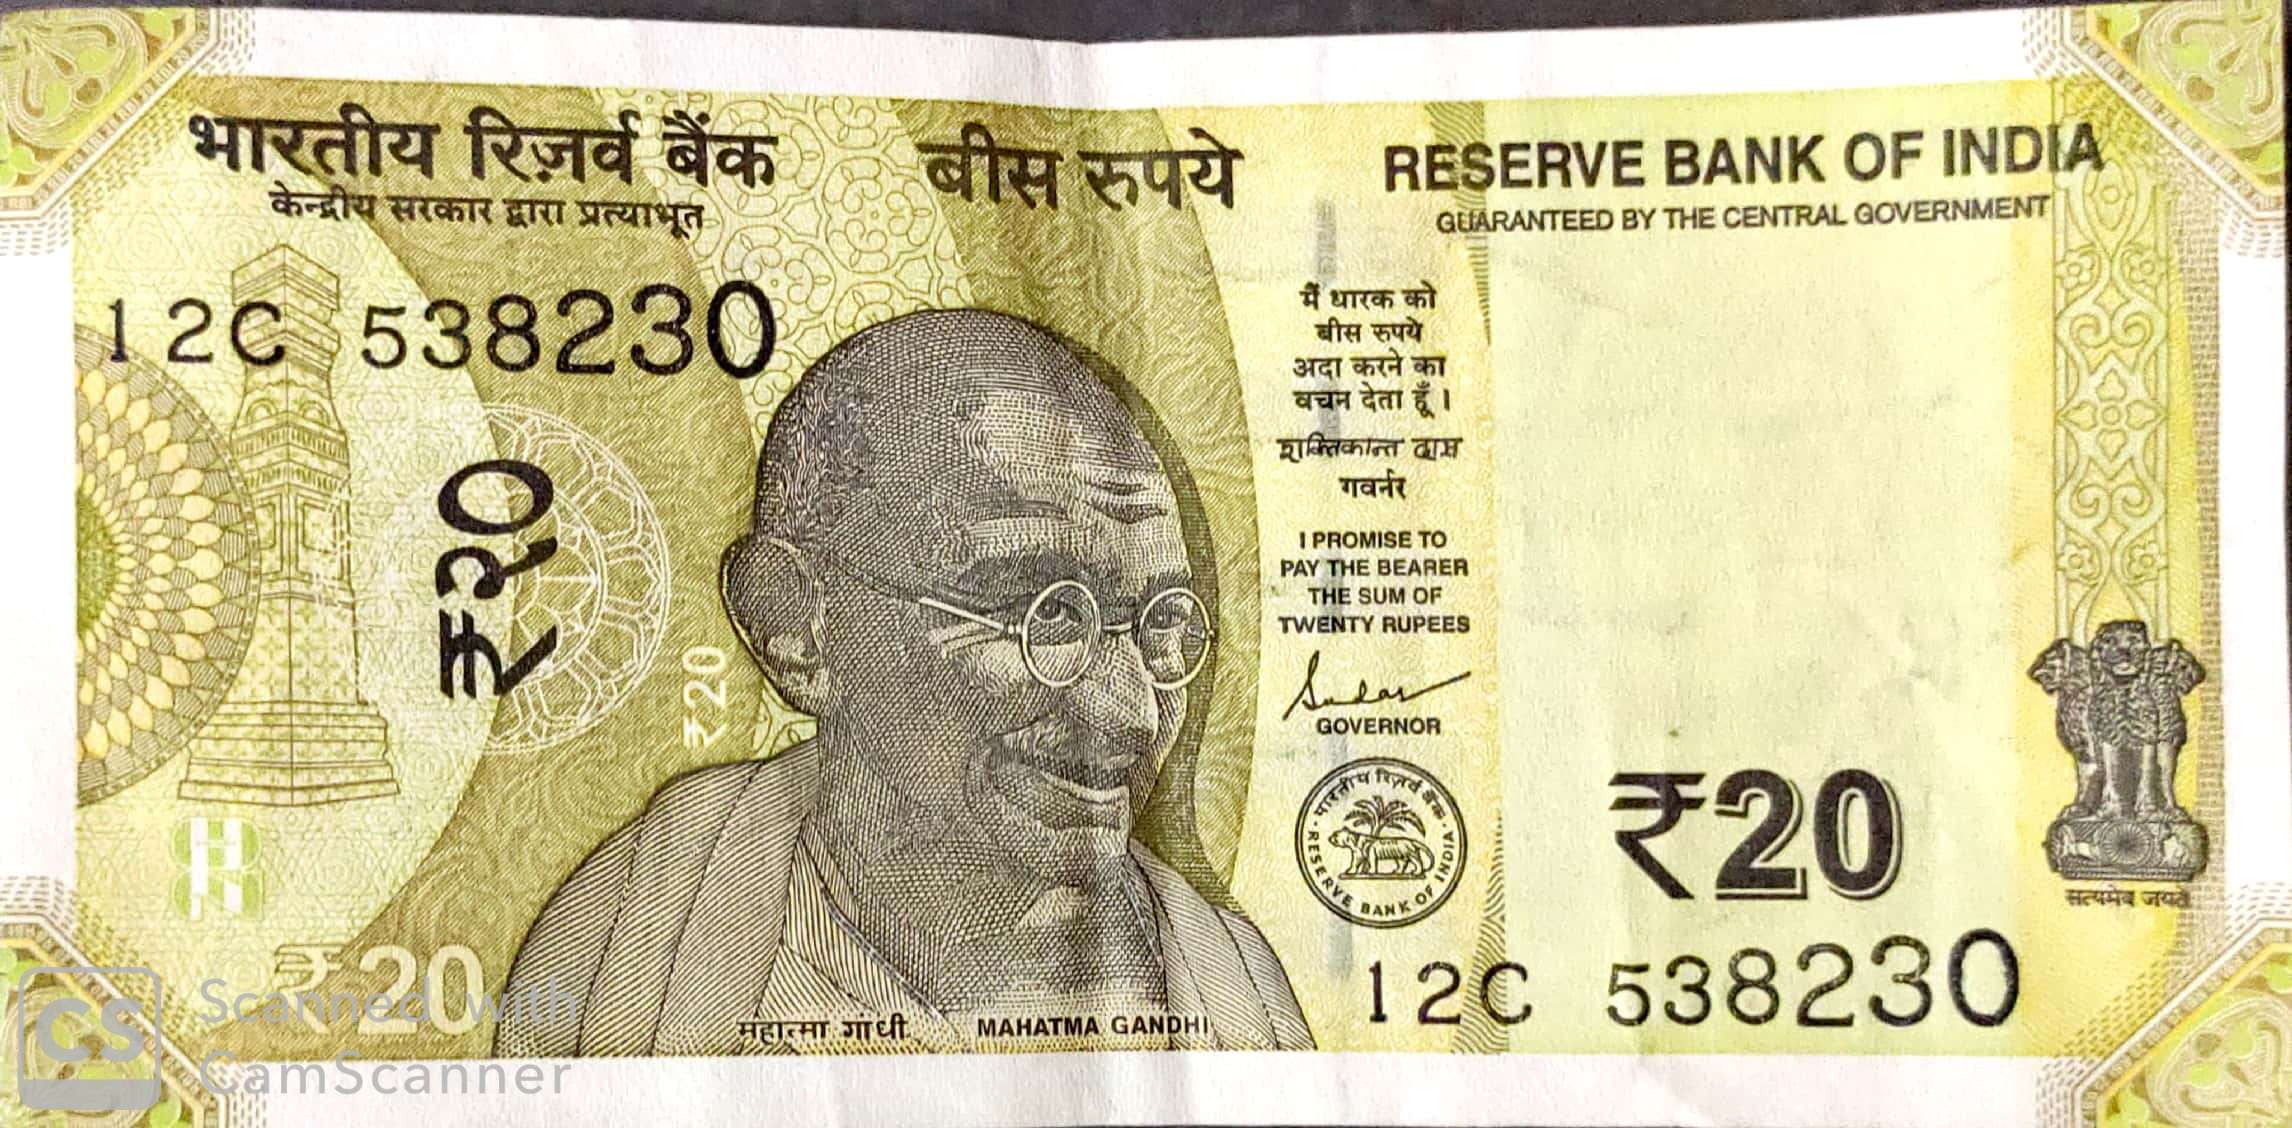 भारतीय रिज़र्व बैंक
केन्द्रीय सरकार द्वारा प्रत्याभूत
बीस रुपये
RESERVE BANK OF INDIA
GUARANTEED BY THE CENTRAL GOVERNMENT
12C 538230
₹२०
₹20
मैं धारक को
बीस रुपये
अदा करने का
वचन देता हूँ।
शक्तिकान्त दास
गवर्नर
I PROMISE TO
PAY THE BEARER
THE SUM OF
TWENTY RUPEES
GOVERNOR
भारतीय रिज़र्व बैंक
RESERVE BANK OF INDIA
₹20
सत्यमेव जयते
12C 538230
₹20
महात्मा गांधी MAHATMA GANDHI
CS Scanned with
CamScanner